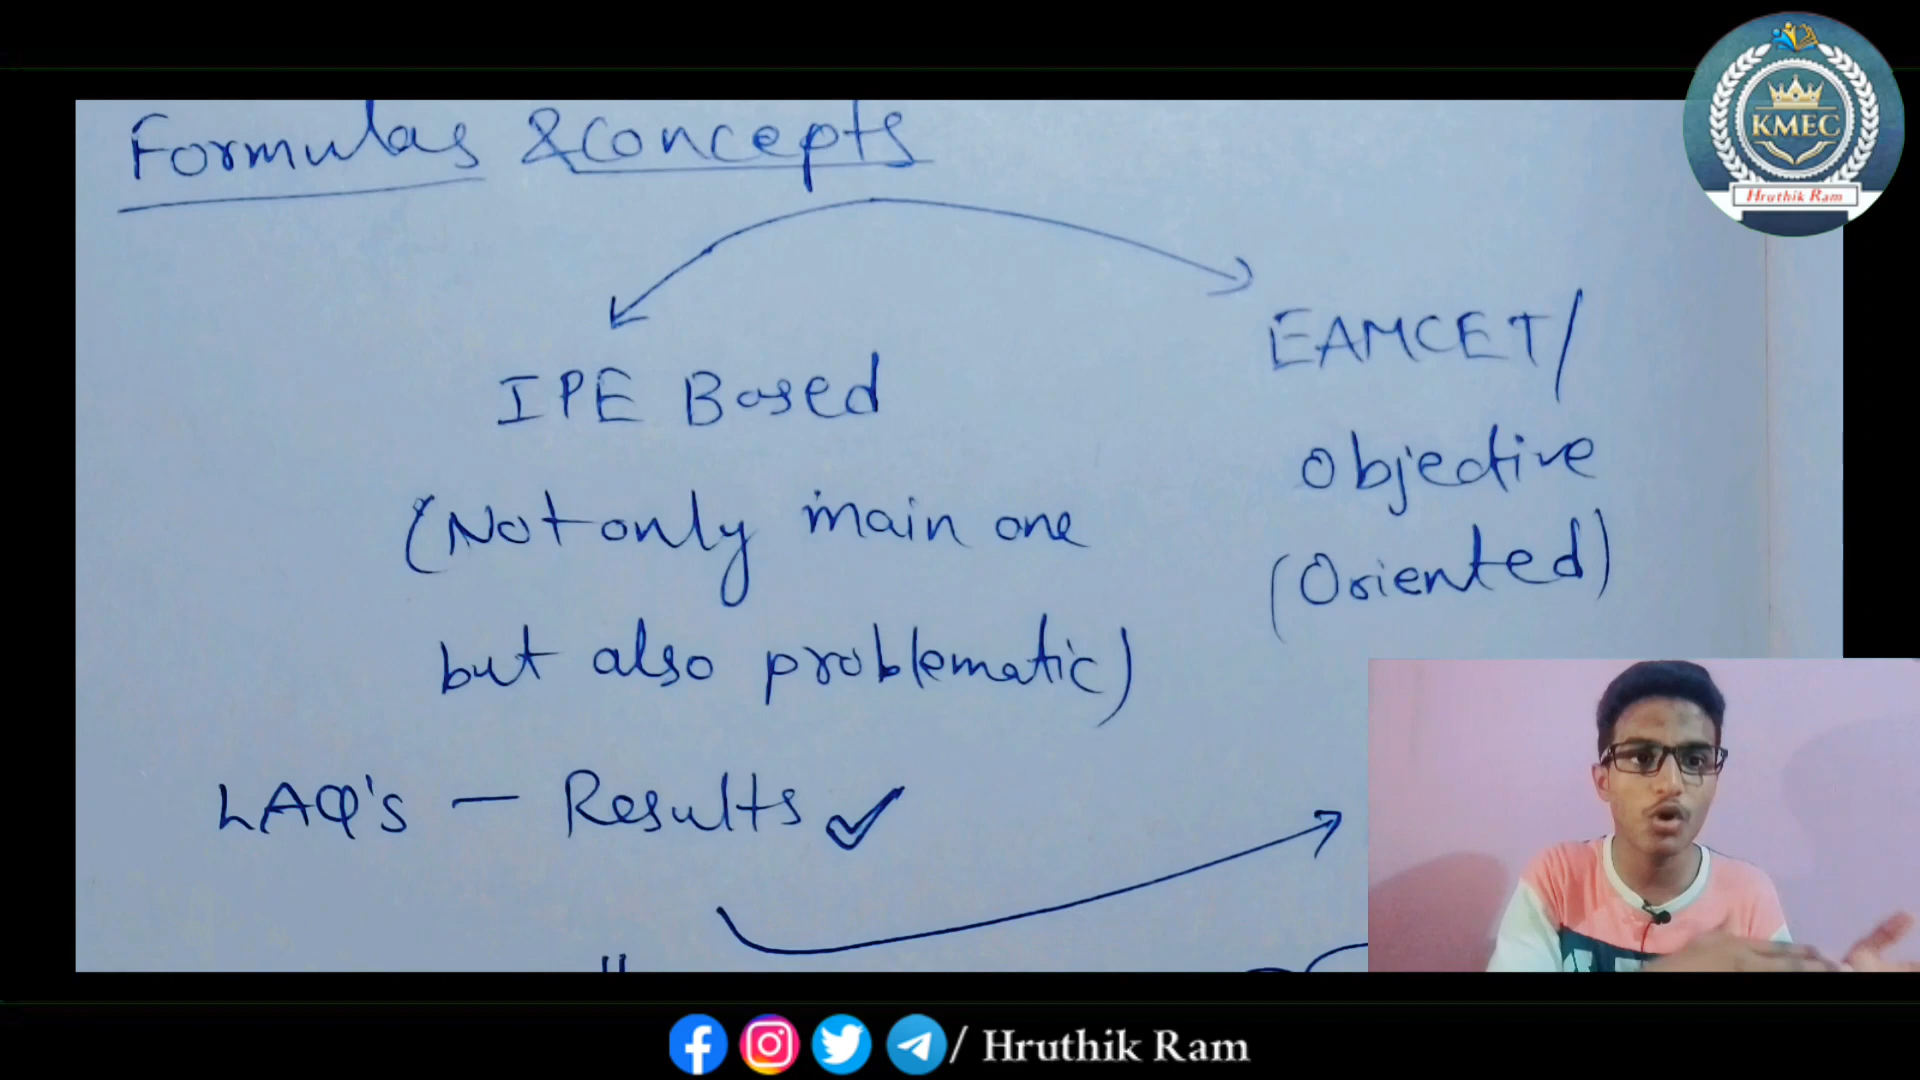 Formulas & concepts
IPE Based
(Not only main one
but also problematic)
EAMCET/
Objective
(Oriented)
LAQ's — Results ✓
KMEC
Hruthik Ram
/ Hruthik Ram